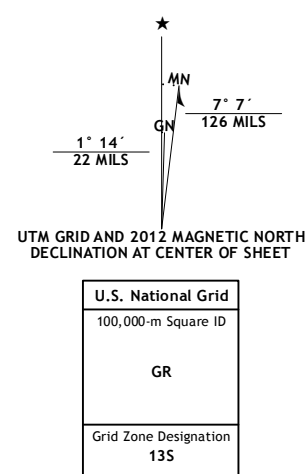 ★
MN
7° 7´
126 MILS
GN
1° 14´
22 MILS
UTM GRID AND 2012 MAGNETIC NORTH
DECLINATION AT CENTER OF SHEET
U.S. National Grid
100,000-m Square ID
GR
Grid Zone Designation
13S